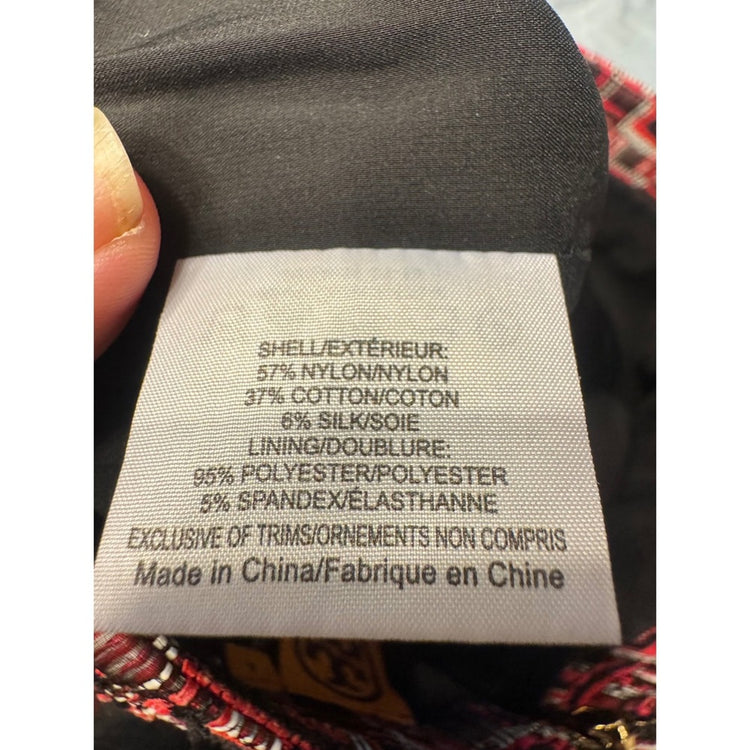 SHELL/EXTÉRIEUR:
57% NYLON/NYLON
37% COTTON/COTON
6% SILK/SOIE
LINING/DOUBLURE:
95% POLYESTER/POLYESTER
5% SPANDEX/ÉLASTHANNE
EXCLUSIVE OF TRIMS/ORNEMENTS NON COMPRIS
Made in China/Fabrique en Chine